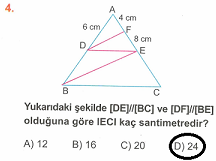 4.
A
6 cm
4 cm
F
8 cm
D
E
B
C
Yukarıdaki şekilde [DE]//[BC] ve [DF]//[BE]
olduğuna göre IECI kaç santimetredir?
A) 12 B) 16 C) 20 D) 24